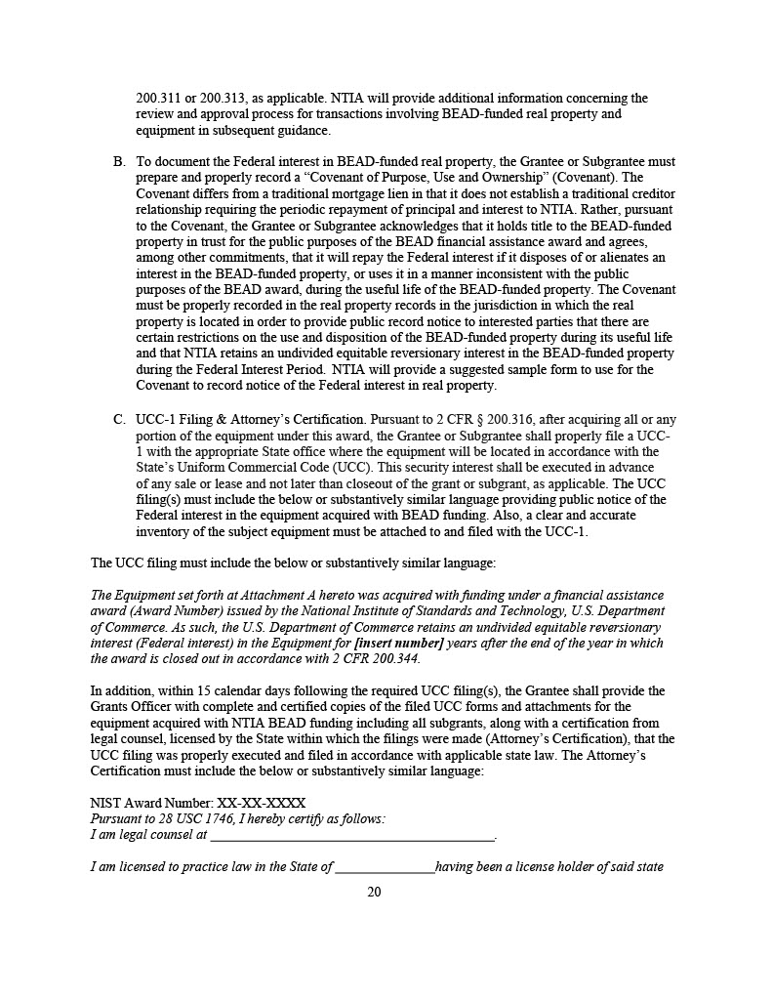 200.311 or 200.313, as applicable. NTIA will provide additional information concerning the
review and approval process for transactions involving BEAD-funded real property and
equipment in subsequent guidance.
B. To document the Federal interest in BEAD-funded real property, the Grantee or Subgrantee must
prepare and properly record a “Covenant of Purpose, Use and Ownership” (Covenant). The
Covenant differs from a traditional mortgage lien in that it does not establish a traditional creditor
relationship requiring the periodic repayment of principal and interest to NTIA. Rather, pursuant
to the Covenant, the Grantee or Subgrantee acknowledges that it holds title to the BEAD-funded
property in trust for the public purposes of the BEAD financial assistance award and agrees,
among other commitments, that it will repay the Federal interest if it disposes of or alienates an
interest in the BEAD-funded property, or uses it in a manner inconsistent with the public
purposes of the BEAD award, during the useful life of the BEAD-funded property. The Covenant
must be properly recorded in the real property records in the jurisdiction in which the real
property is located in order to provide public record notice to interested parties that there are
certain restrictions on the use and disposition of the BEAD-funded property during its useful life
and that NTIA retains an undivided equitable reversionary interest in the BEAD-funded property
during the Federal Interest Period. NTIA will provide a suggested sample form to use for the
Covenant to record notice of the Federal interest in real property.
C. UCC-1 Filing & Attorney’s Certification. Pursuant to 2 CFR § 200.316, after acquiring all or any
portion of the equipment under this award, the Grantee or Subgrantee shall properly file a UCC-
1 with the appropriate State office where the equipment will be located in accordance with the
State’s Uniform Commercial Code (UCC). This security interest shall be executed in advance
of any sale or lease and not later than closeout of the grant or subgrant, as applicable. The UCC
filing(s) must include the below or substantively similar language providing public notice of the
Federal interest in the equipment acquired with BEAD funding. Also, a clear and accurate
inventory of the subject equipment must be attached to and filed with the UCC-1.
The UCC filing must include the below or substantively similar language:
The Equipment set forth at Attachment A hereto was acquired with funding under a financial assistance
award (Award Number) issued by the National Institute of Standards and Technology, U.S. Department
of Commerce. As such, the U.S. Department of Commerce retains an undivided equitable reversionary
interest (Federal interest) in the Equipment for [insert number] years after the end of the year in which
the award is closed out in accordance with 2 CFR 200.344.
In addition, within 15 calendar days following the required UCC filing(s), the Grantee shall provide the
Grants Officer with complete and certified copies of the filed UCC forms and attachments for the
equipment acquired with NTIA BEAD funding including all subgrants, along with a certification from
legal counsel, licensed by the State within which the filings were made (Attorney’s Certification), that the
UCC filing was properly executed and filed in accordance with applicable state law. The Attorney’s
Certification must include the below or substantively similar language:
NIST Award Number: XX-XX-XXXX
Pursuant to 28 USC 1746, I hereby certify as follows:
I am legal counsel at ____________________________________________.
I am licensed to practice law in the State of _______________having been a license holder of said state
20